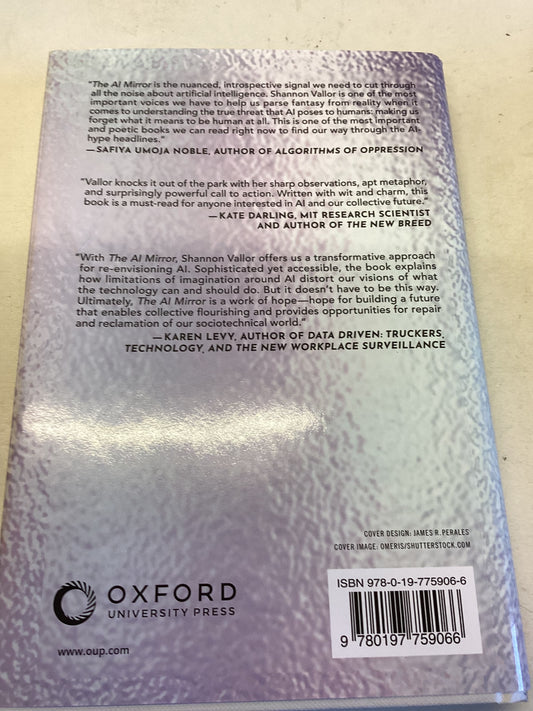 "The AI Mirror is the nuanced, introspective signal we need to cut through
all the noise about artificial intelligence. Shannon Vallor is one of the most
important voices we have to help us parse fantasy from reality when it
comes to understanding the true threat that AI poses to humans: making us
forget what it means to be human at all. This is one of the most important
and poetic books we can read right now to find our way through the AI-
hype headlines."
—SAFIYA UMOJA NOBLE, AUTHOR OF ALGORITHMS OF OPPRESSION
"Vallor knocks it out of the park with her sharp observations, apt metaphor,
and surprisingly powerful call to action. Written with wit and charm, this
book is a must-read for anyone interested in AI and our collective future."
—KATE DARLING, MIT RESEARCH SCIENTIST
AND AUTHOR OF THE NEW BREED
"With The AI Mirror, Shannon Vallor offers us a transformative approach
for re-envisioning AI. Sophisticated yet accessible, the book explains
how limitations of imagination around AI distort our visions of what
the technology can and should do. But it doesn't have to be this way.
Ultimately, The AI Mirror is a work of hope—hope for building a future
that enables collective flourishing and provides opportunities for repair
and reclamation of our sociotechnical world."
—KAREN LEVY, AUTHOR OF DATA DRIVEN: TRUCKERS,
TECHNOLOGY, AND THE NEW WORKPLACE SURVEILLANCE
COVER DESIGN: JAMES R. PERALES
COVER IMAGE: OMERIS/SHUTTERSTOCK.COM
OXFORD
UNIVERSITY PRESS
www.oup.com
ISBN 978-0-19-775906-6
9 780197 759066